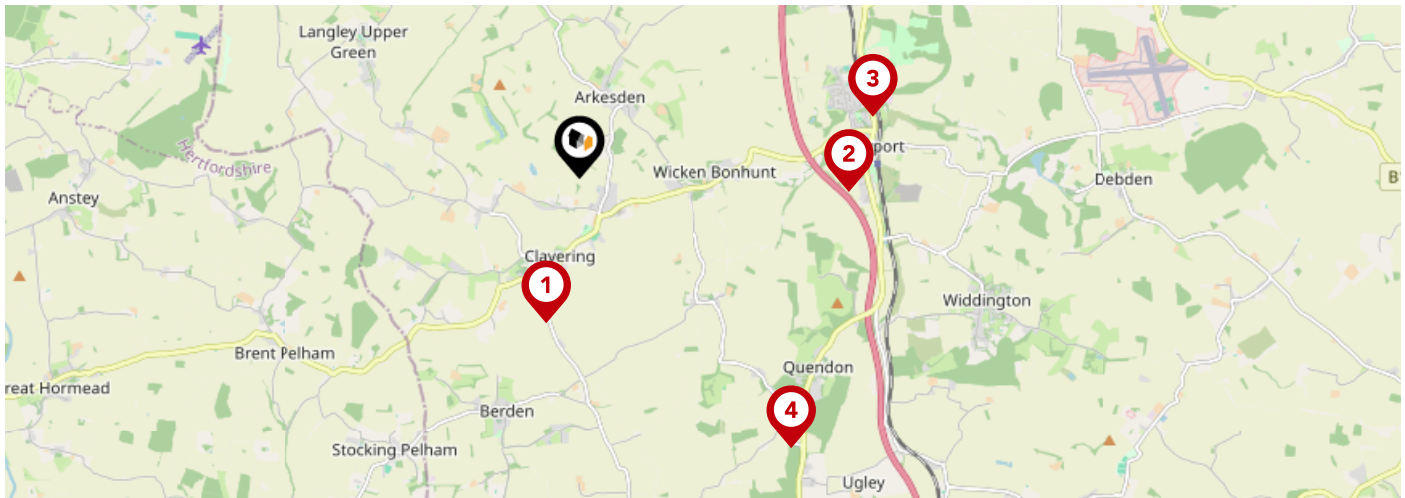 Langley Upper
Green
Arkesden
3
Hertfordshire
Wicken Bonhunt
2
port
Anstey
Debden
B
Clavering
1
Widdington
Brent Pelham
Quendon
reat Hormead
Berden
4
Stocking Pelham
Ugley